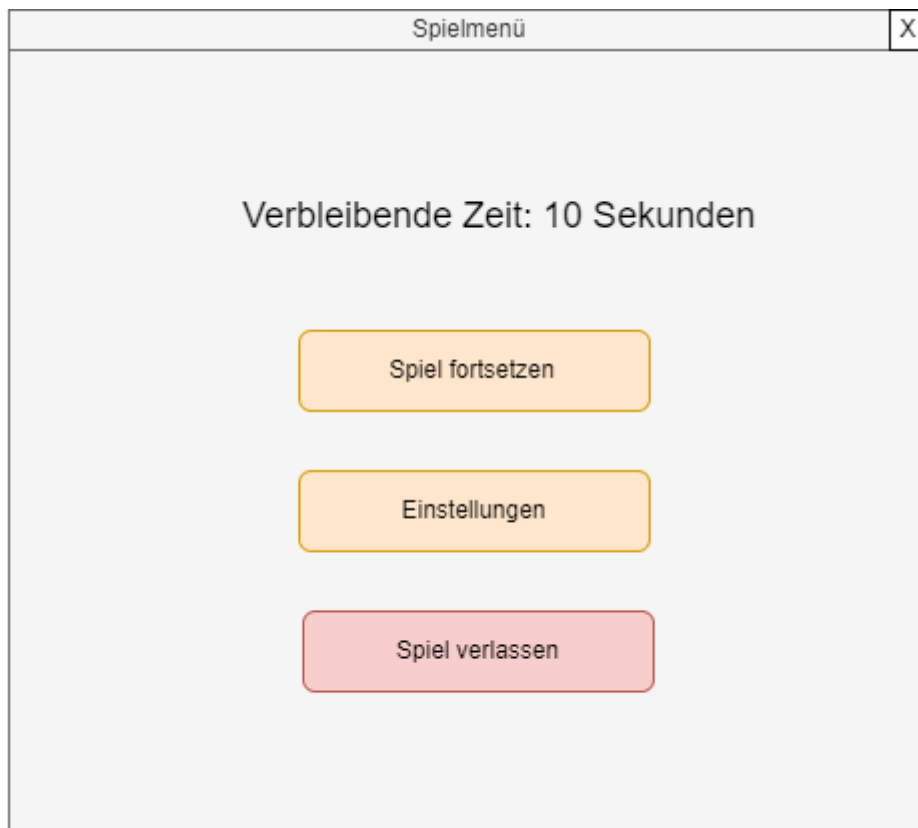 Spielmenü
X
Verbleibende Zeit: 10 Sekunden
Spiel fortsetzen
Einstellungen
Spiel verlassen